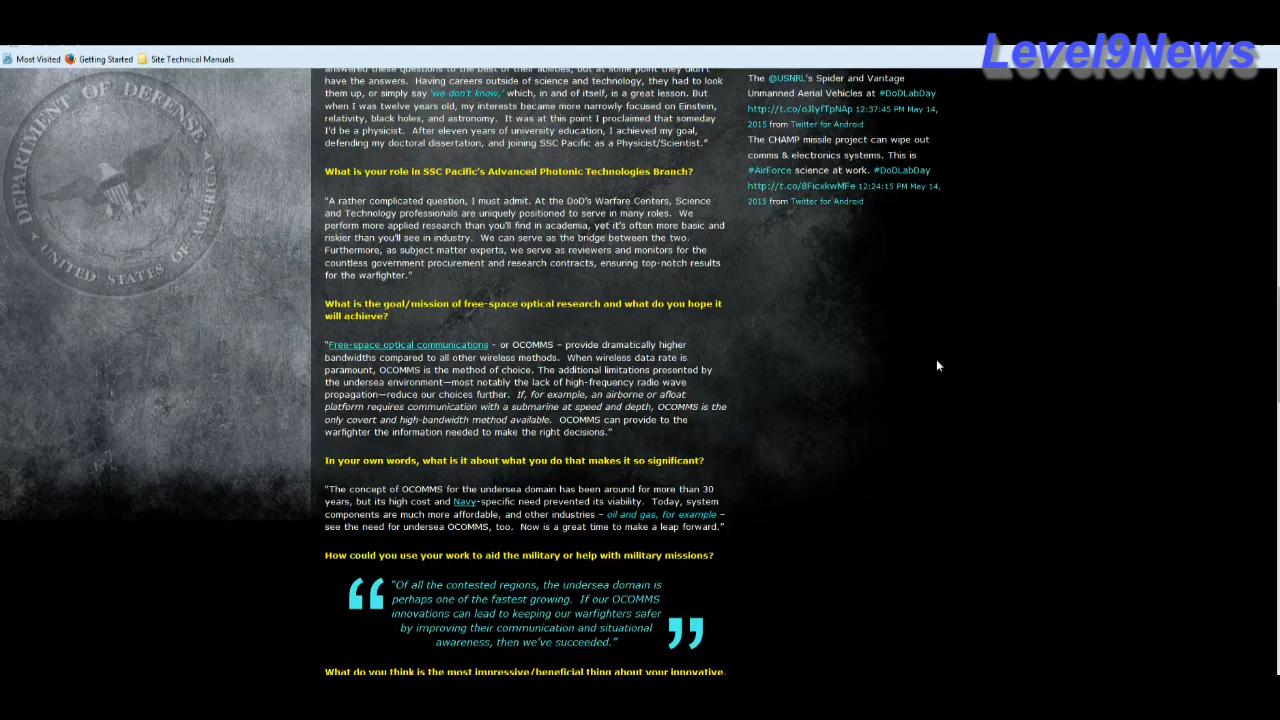 Level9News
Most Visited Getting Started Site Technical Manuals
DEPARTMENT OF DEFENSE
UNITED STATES OF AMERICA
answered these questions to the best of their abilities, but at some point they didn't
have the answers.  Having careers outside of science and technology, they had to look
them up, or simply say 'we don't know,' which, in and of itself, is a great lesson. But
when I was twelve years old, my interests became more narrowly focused on Einstein,
relativity, black holes, and astronomy.  It was at this point I proclaimed that someday
I'd be a physicist.  After eleven years of university education, I achieved my goal,
defending my doctoral dissertation, and joining SSC Pacific as a Physicist/Scientist."
What is your role in SSC Pacific's Advanced Photonic Technologies Branch?
"A rather complicated question, I must admit. At the DoD's Warfare Centers, Science
and Technology professionals are uniquely positioned to serve in many roles.  We
perform more applied research than you'll find in academia, yet it's often more basic and
riskier than you'll see in industry.  We can serve as the bridge between the two.
Furthermore, as subject matter experts, we serve as reviewers and monitors for the
countless government procurement and research contracts, ensuring top-notch results
for the warfighter."
What is the goal/mission of free-space optical research and what do you hope it
will achieve?
"Free-space optical communications - or OCOMMS – provide dramatically higher
bandwidths compared to all other wireless methods.  When wireless data rate is
paramount, OCOMMS is the method of choice. The additional limitations presented by
the undersea environment—most notably the lack of high-frequency radio wave
propagation—reduce our choices further.  If, for example, an airborne or afloat
platform requires communication with a submarine at speed and depth, OCOMMS is the
only covert and high-bandwidth method available.  OCOMMS can provide to the
warfighter the information needed to make the right decisions."
In your own words, what is it about what you do that makes it so significant?
"The concept of OCOMMS for the undersea domain has been around for more than 30
years, but its high cost and Navy-specific need prevented its viability.  Today, system
components are much more affordable, and other industries – oil and gas, for example –
see the need for undersea OCOMMS, too.  Now is a great time to make a leap forward."
How could you use your work to aid the military or help with military missions?
"Of all the contested regions, the undersea domain is
perhaps one of the fastest growing.  If our OCOMMS
innovations can lead to keeping our warfighters safer
by improving their communication and situational
awareness, then we've succeeded."
What do you think is the most impressive/beneficial thing about your innovative,
The @USNRL's Spider and Vantage
Unmanned Aerial Vehicles at #DoDLabDay
http://t.co/oJIyfTpNAp 12:37:45 PM May 14,
2015 from Twitter for Android
The CHAMP missile project can wipe out
comms & electronics systems. This is
#AirForce science at work. #DoDLabDay
http://t.co/8FicxkwMFe 12:24:15 PM May 14,
2015 from Twitter for Android